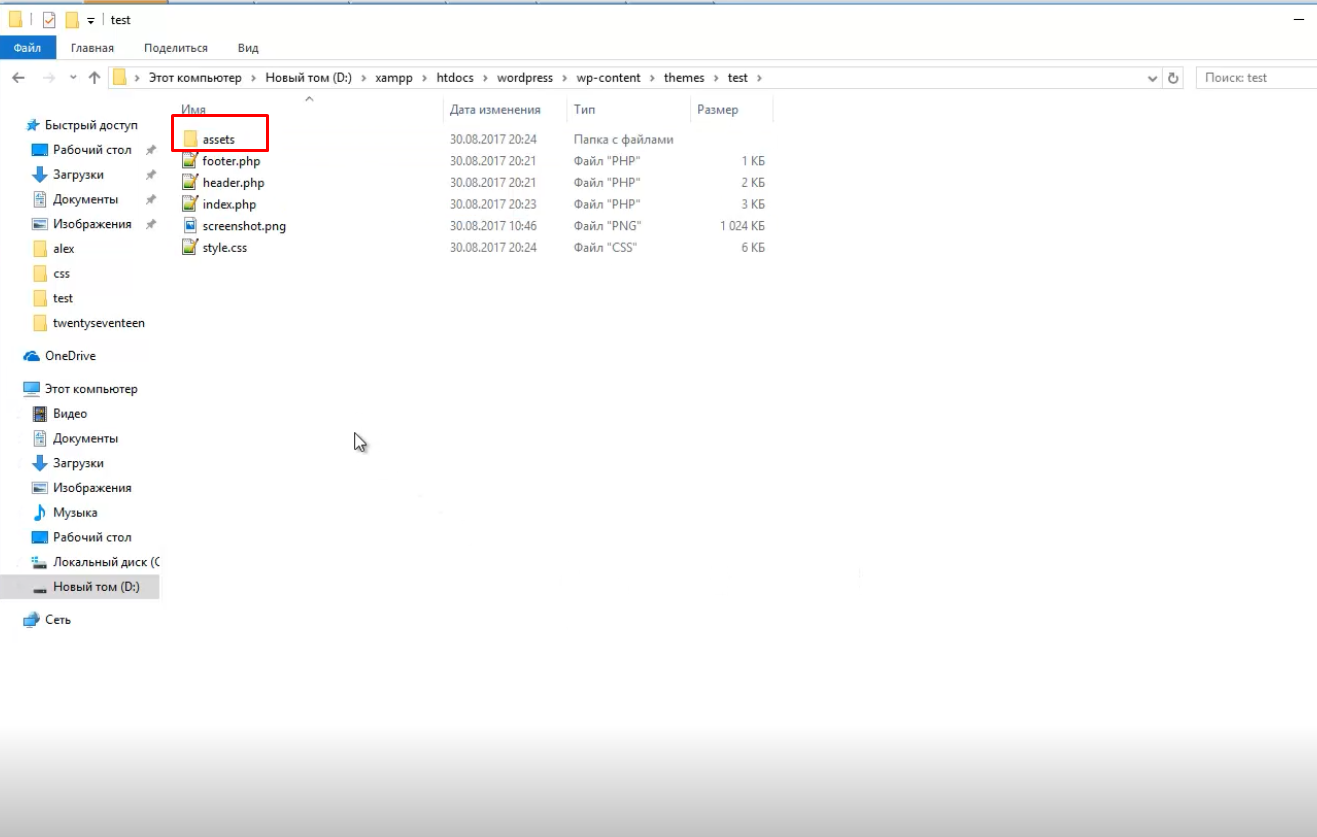 test
Файл Главная Поделиться Вид
Этот компьютер Новый том (D:) xampp htdocs wordpress wp-content themes test Поиск: test
Имя Дата изменения Тип Размер
assets 30.08.2017 20:24 Папка с файлами
footer.php 30.08.2017 20:21 Файл "PHP" 1 КБ
header.php 30.08.2017 20:21 Файл "PHP" 2 КБ
index.php 30.08.2017 20:23 Файл "PHP" 3 КБ
screenshot.png 30.08.2017 10:46 Файл "PNG" 1 024 КБ
style.css 30.08.2017 20:24 Файл "CSS" 6 КБ
Быстрый доступ
Рабочий стол
Загрузки
Документы
Изображения
alex
css
test
twentyseventeen
OneDrive
Этот компьютер
Видео
Документы
Загрузки
Изображения
Музыка
Рабочий стол
Локальный диск (C
Новый том (D:)
Сеть